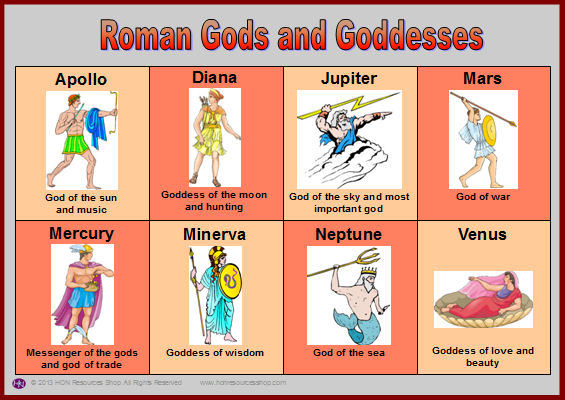 Roman Gods and Goddesses
Apollo
God of the sun
and music
Diana
Goddess of the moon
and hunting
Jupiter
God of the sky and most
important god
Mars
God of war
Mercury
Messenger of the gods
and god of trade
Minerva
Goddess of wisdom
Neptune
God of the sea
Venus
Goddess of love and
beauty
© 2013 HON Resources Shop All Rights Reserved www.honresourcesshop.com